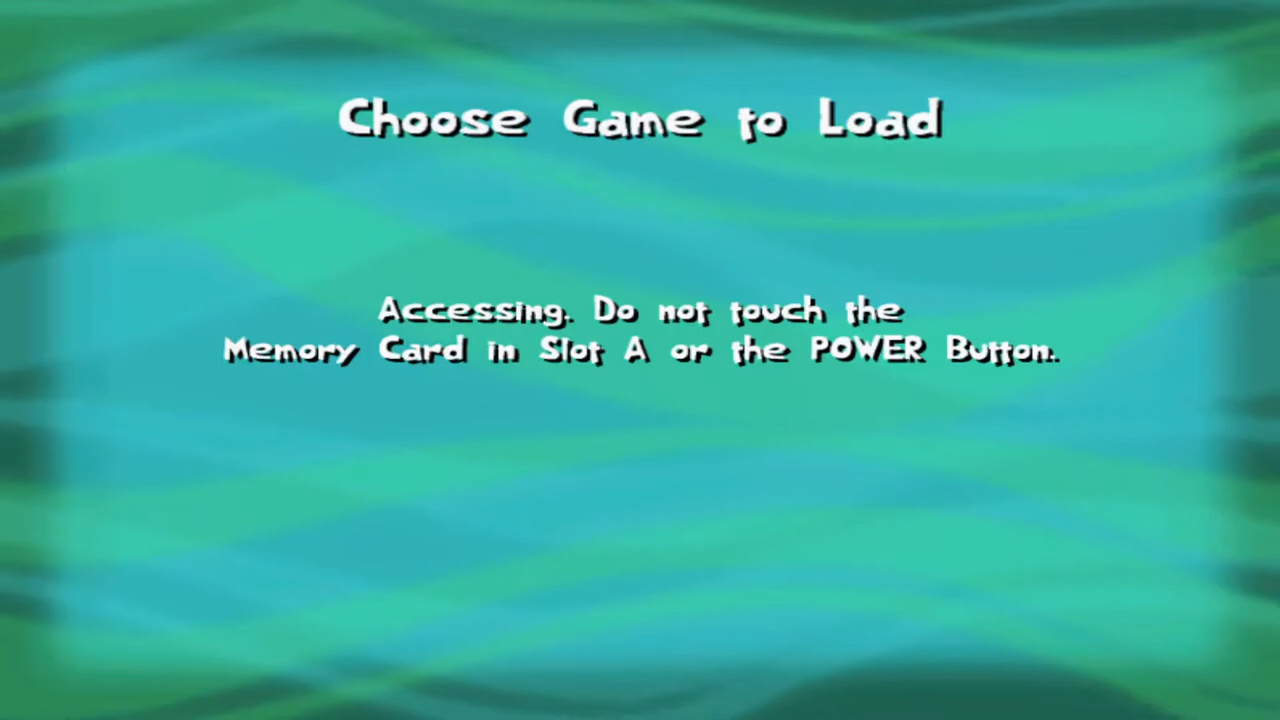 Choose Game to Load
Accessing. Do not touch the
Memory Card in Slot A or the POWER Button.